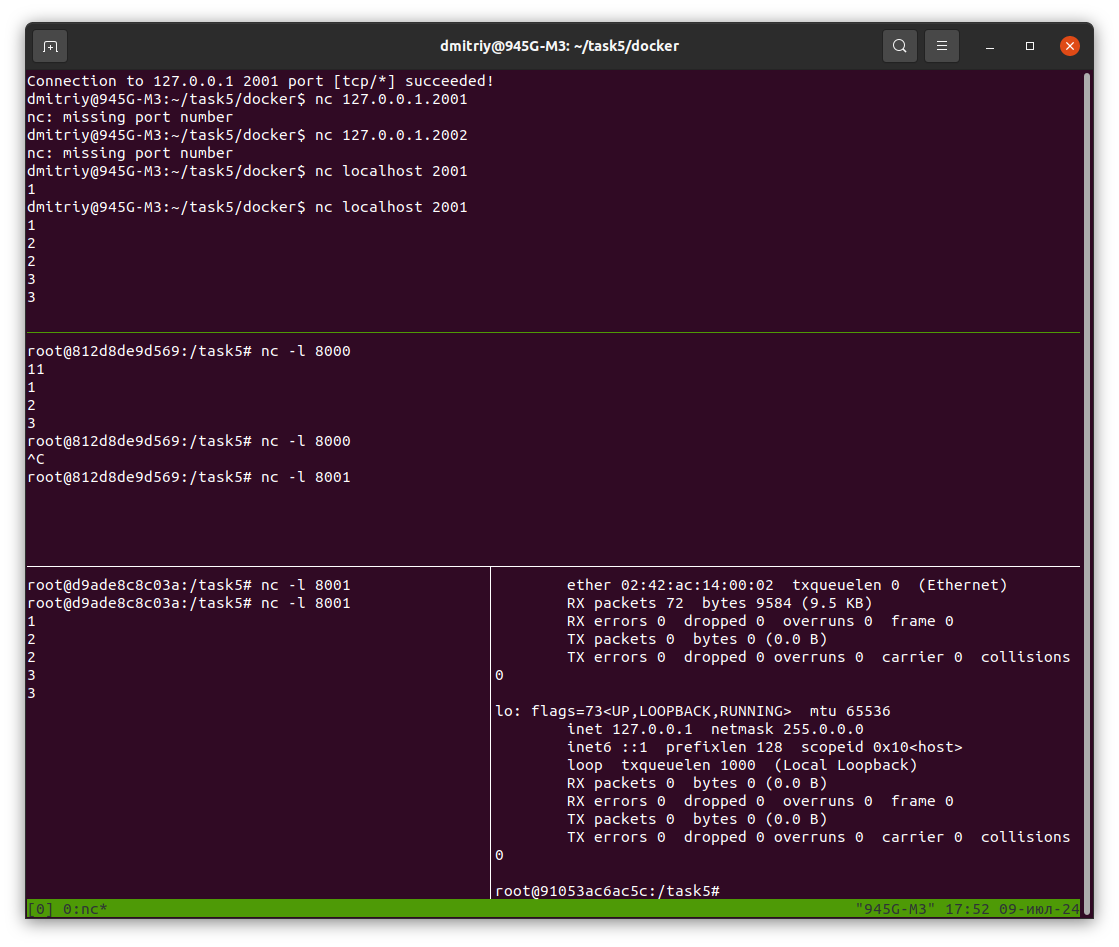 dmitriy@945G-M3: ~/task5/docker
Connection to 127.0.0.1 2001 port [tcp/*] succeeded!
dmitriy@945G-M3:~/task5/docker$ nc 127.0.0.1.2001
nc: missing port number
dmitriy@945G-M3:~/task5/docker$ nc 127.0.0.1.2002
nc: missing port number
dmitriy@945G-M3:~/task5/docker$ nc localhost 2001
1
dmitriy@945G-M3:~/task5/docker$ nc localhost 2001
1
2
2
3
3
root@812d8de9d569:/task5# nc -l 8000
11
1
2
3
root@812d8de9d569:/task5# nc -l 8000
^C
root@812d8de9d569:/task5# nc -l 8001
root@d9ade8c8c03a:/task5# nc -l 8001
root@d9ade8c8c03a:/task5# nc -l 8001
1
2
2
3
3
ether 02:42:ac:14:00:02  txqueuelen 0  (Ethernet)
RX packets 72  bytes 9584 (9.5 KB)
RX errors 0  dropped 0  overruns 0  frame 0
TX packets 0  bytes 0 (0.0 B)
TX errors 0  dropped 0 overruns 0  carrier 0  collisions
0
lo: flags=73<UP,LOOPBACK,RUNNING>  mtu 65536
inet 127.0.0.1  netmask 255.0.0.0
inet6 ::1  prefixlen 128  scopeid 0x10<host>
loop  txqueuelen 1000  (Local Loopback)
RX packets 0  bytes 0 (0.0 B)
RX errors 0  dropped 0  overruns 0  frame 0
TX packets 0  bytes 0 (0.0 B)
TX errors 0  dropped 0 overruns 0  carrier 0  collisions
0
root@91053ac6ac5c:/task5#
[0] 0:nc*
"945G-M3" 17:52 09-июл-24